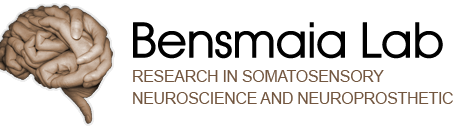 Bensmaia Lab
RESEARCH IN SOMATOSENSORY
NEUROSCIENCE AND NEUROPROSTHETIC